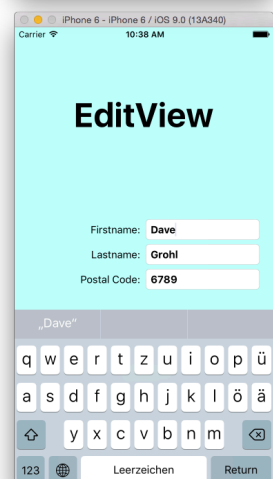 iPhone 6 - iPhone 6 / iOS 9.0 (13A340)
Carrier 10:38 AM
EditView
Firstname: Dave
Lastname: Grohl
Postal Code: 6789
„Dave“
q w e r t z u i o p ü
a s d f g h j k l ö ä
y x c v b n m
123 Leerzeichen Return